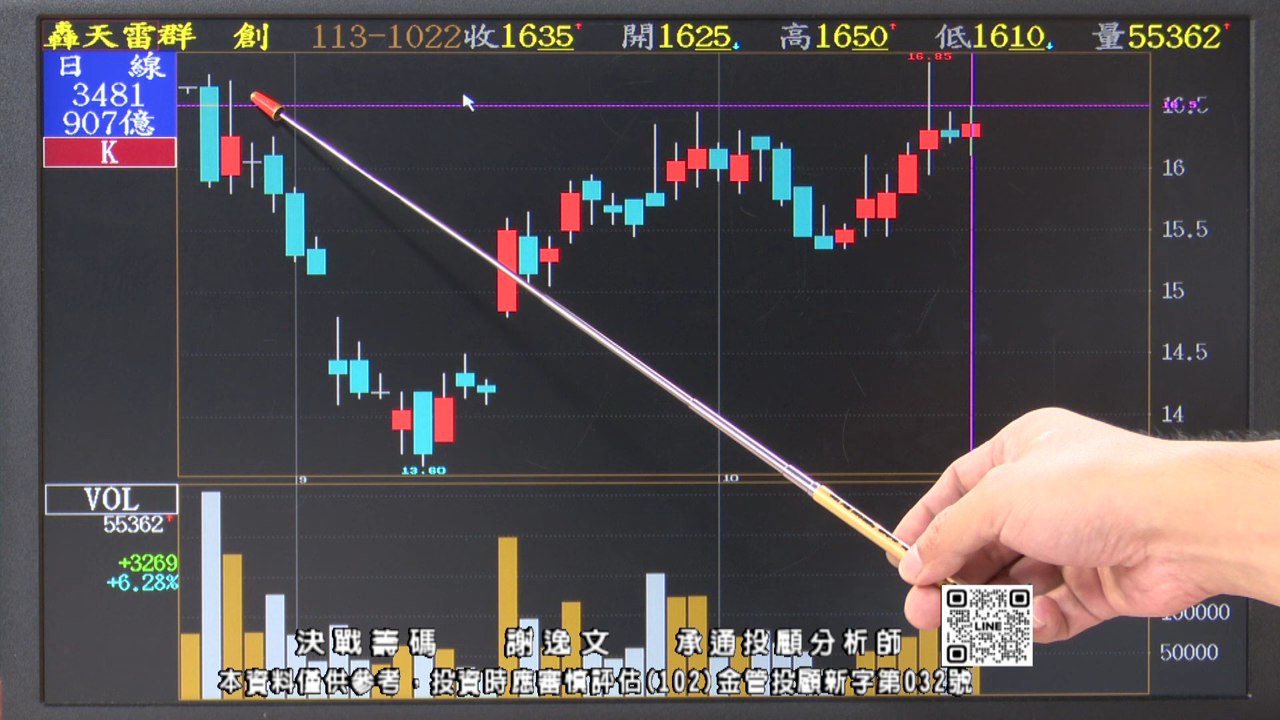 轟天雷群 創 113-1022收1635↑ 開1625↓ 高1650↑ 低1610↓ 量55362↑
日 線
3481
907億
K
16.85
16.5
16
15.5
15
14.5
14
13.60
9 10
VOL
55362↑
+3269
+6.28%
100000
50000
LINE
決戰籌碼 謝逸文 承通投顧分析師
本資料僅供參考,投資時應審慎評估(102)金管投顧新字第032號